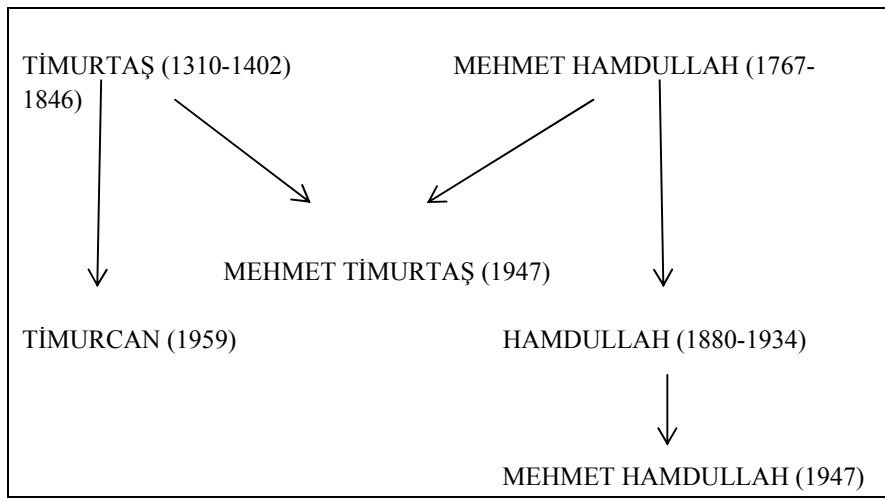 TİMURTAŞ (1310-1402) MEHMET HAMDULLAH (1767-
1846)
MEHMET TİMURTAŞ (1947)
TİMURCAN (1959) HAMDULLAH (1880-1934)
MEHMET HAMDULLAH (1947)